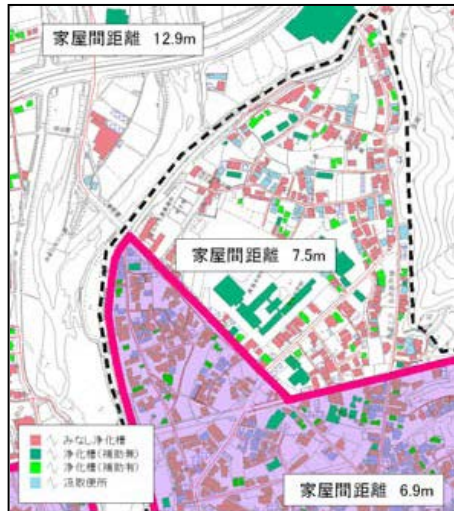 家屋間距離 12.9m
家屋間距離 7.5m
みなし浄化槽
浄化槽(補助無)
浄化槽(補助有)
汲取便所
家屋間距離 6.9m